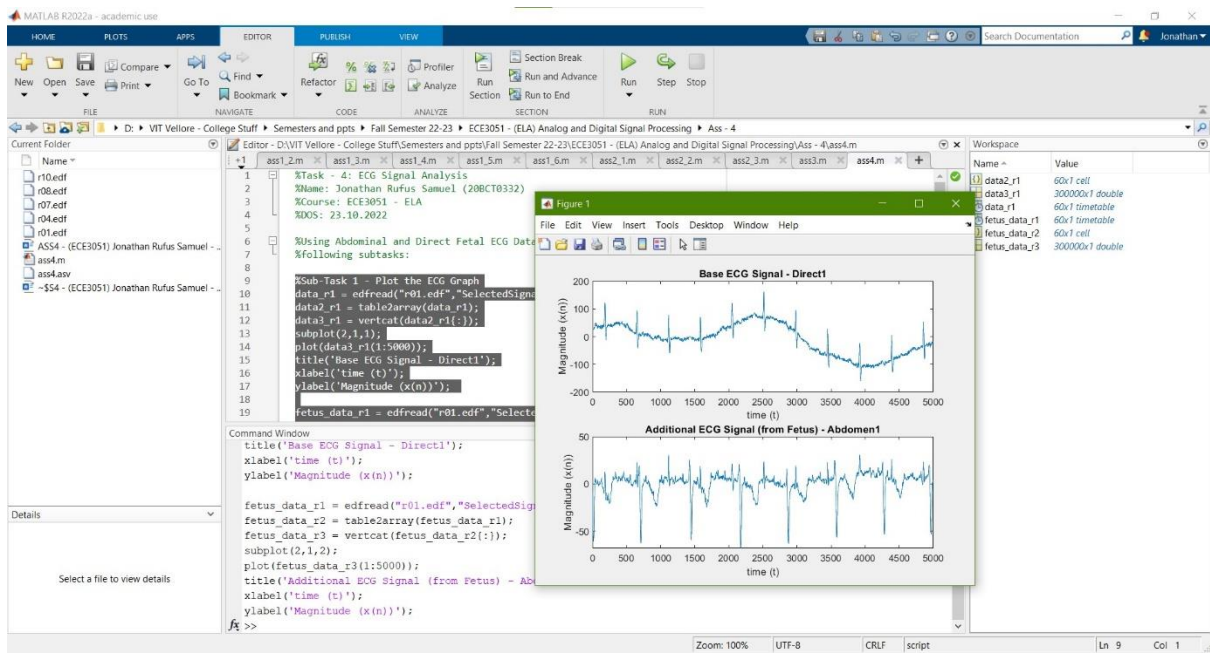 MATLAB R2022a - academic use
HOME PLOTS APPS EDITOR PUBLISH VIEW Search Documentation Jonathan
New Open Save Compare Print Go To Find Bookmark Refactor Profiler Analyze Run Section Section Break Run and Advance Run to End Run Step Stop
FILE NAVIGATE CODE ANALYZE SECTION RUN
D: VIT Vellore - College Stuff Semesters and ppts Fall Semester 22-23 ECE3051 - (ELA) Analog and Digital Signal Processing Ass - 4
Current Folder
Name
r10.edf
r08.edf
r07.edf
r04.edf
r01.edf
ASS4 - (ECE3051) Jonathan Rufus Samuel - ...
ass4.m
ass4.asv
~$S4 - (ECE3051) Jonathan Rufus Samuel - ...
Details
Select a file to view details
Editor - D:\VIT Vellore - College Stuff\Semesters and ppts\Fall Semester 22-23\ECE3051 - (ELA) Analog and Digital Signal Processing\Ass - 4\ass4.m
+1 ass1_2.m ass1_3.m ass1_4.m ass1_5.m ass1_6.m ass2_1.m ass2_2.m ass2_3.m ass3.m ass4.m +
1 %Task - 4: ECG Signal Analysis
2 %Name: Jonathan Rufus Samuel (20BCT0332)
3 %Course: ECE3051 - ELA
4 %DOS: 23.10.2022
5
6 %Using Abdominal and Direct Fetal ECG Data
7 %following subtasks:
8
9 %Sub-Task 1 - Plot the ECG Graph
10 data_r1 = edfread("r01.edf","SelectedSigna
11 data2_r1 = table2array(data_r1);
12 data3_r1 = vertcat(data2_r1{:});
13 subplot(2,1,1);
14 plot(data3_r1(1:5000));
15 title('Base ECG Signal - Direct1');
16 xlabel('time (t)');
17 ylabel('Magnitude (x(n))');
18
19 fetus_data_r1 = edfread("r01.edf","Selecte
Command Window
title('Base ECG Signal - Direct1');
xlabel('time (t)');
ylabel('Magnitude (x(n))');
fetus_data_r1 = edfread("r01.edf","SelectedSig
fetus_data_r2 = table2array(fetus_data_r1);
fetus_data_r3 = vertcat(fetus_data_r2{:});
subplot(2,1,2);
plot(fetus_data_r3(1:5000));
title('Additional ECG Signal (from Fetus) - Ab
xlabel('time (t)');
ylabel('Magnitude (x(n))');
fx >>
Figure 1
File Edit View Insert Tools Desktop Window Help
Base ECG Signal - Direct1
Magnitude (x(n))
200
100
0
-100
-200
0 500 1000 1500 2000 2500 3000 3500 4000 4500 5000
time (t)
Additional ECG Signal (from Fetus) - Abdomen1
Magnitude (x(n))
50
0
-50
0 500 1000 1500 2000 2500 3000 3500 4000 4500 5000
time (t)
Workspace
Name Value
data2_r1 60x1 cell
data3_r1 300000x1 double
data_r1 60x1 timetable
fetus_data_r1 60x1 timetable
fetus_data_r2 60x1 cell
fetus_data_r3 300000x1 double
Zoom: 100% UTF-8 CRLF script Ln 9 Col 1